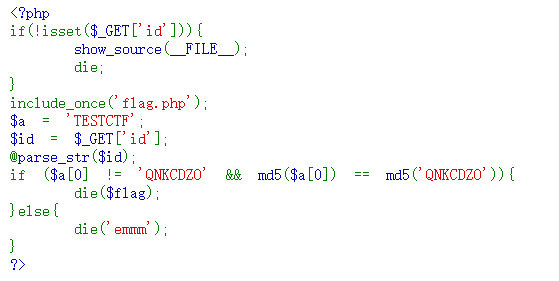 <?php
if(!isset($_GET['id'])){
        show_source(__FILE__);
        die;
}
include_once('flag.php');
$a  =  'TESTCTF';
$id  =  $_GET['id'];
@parse_str($id);
if  ($a[0]  !=  'QNKCDZO'  &&  md5($a[0])  ==  md5('QNKCDZO')){
        die($flag);
}else{
        die('emmm');
}
?>